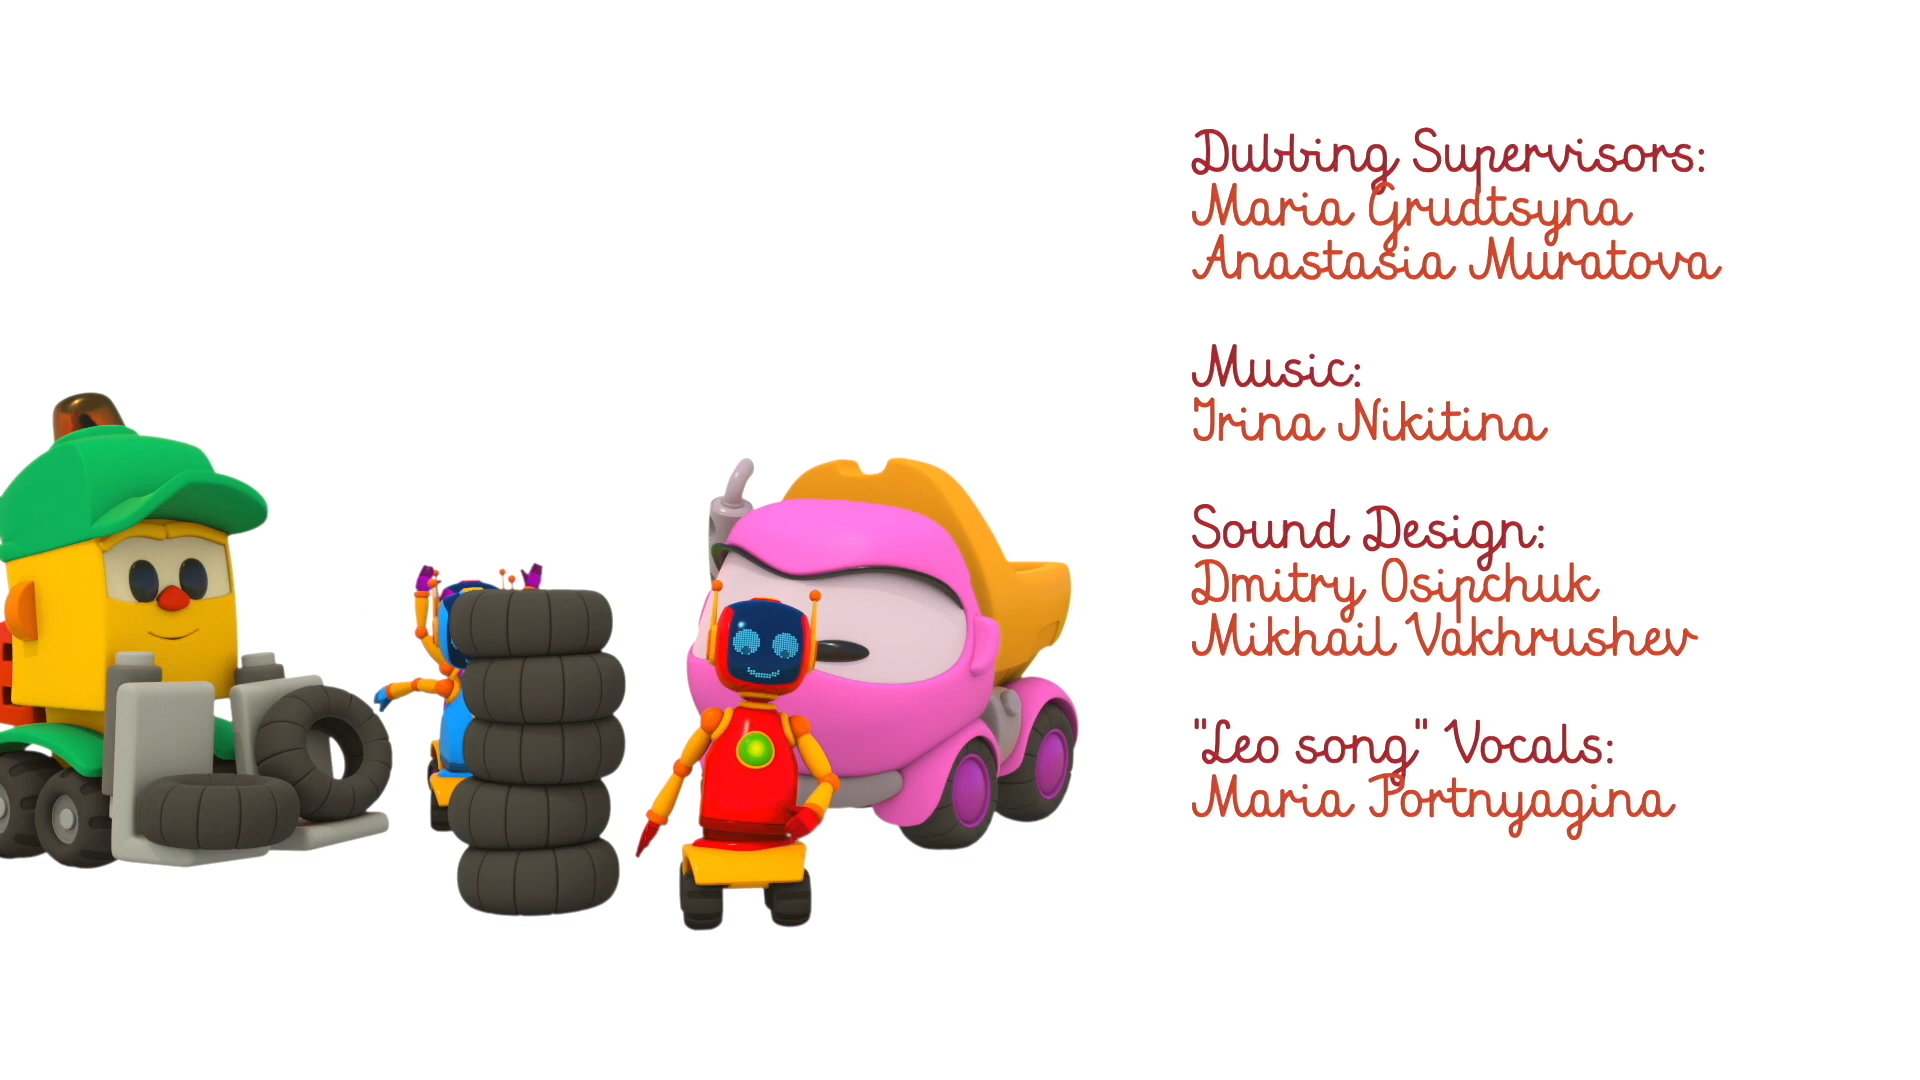 Dubbing Supervisors:
Maria Grudtsyna
Anastasia Muratova
Music:
Irina Nikitina
Sound Design:
Dmitry Osipchuk
Mikhail Vakhrushev
"Leo song" Vocals:
Maria Portnyagina